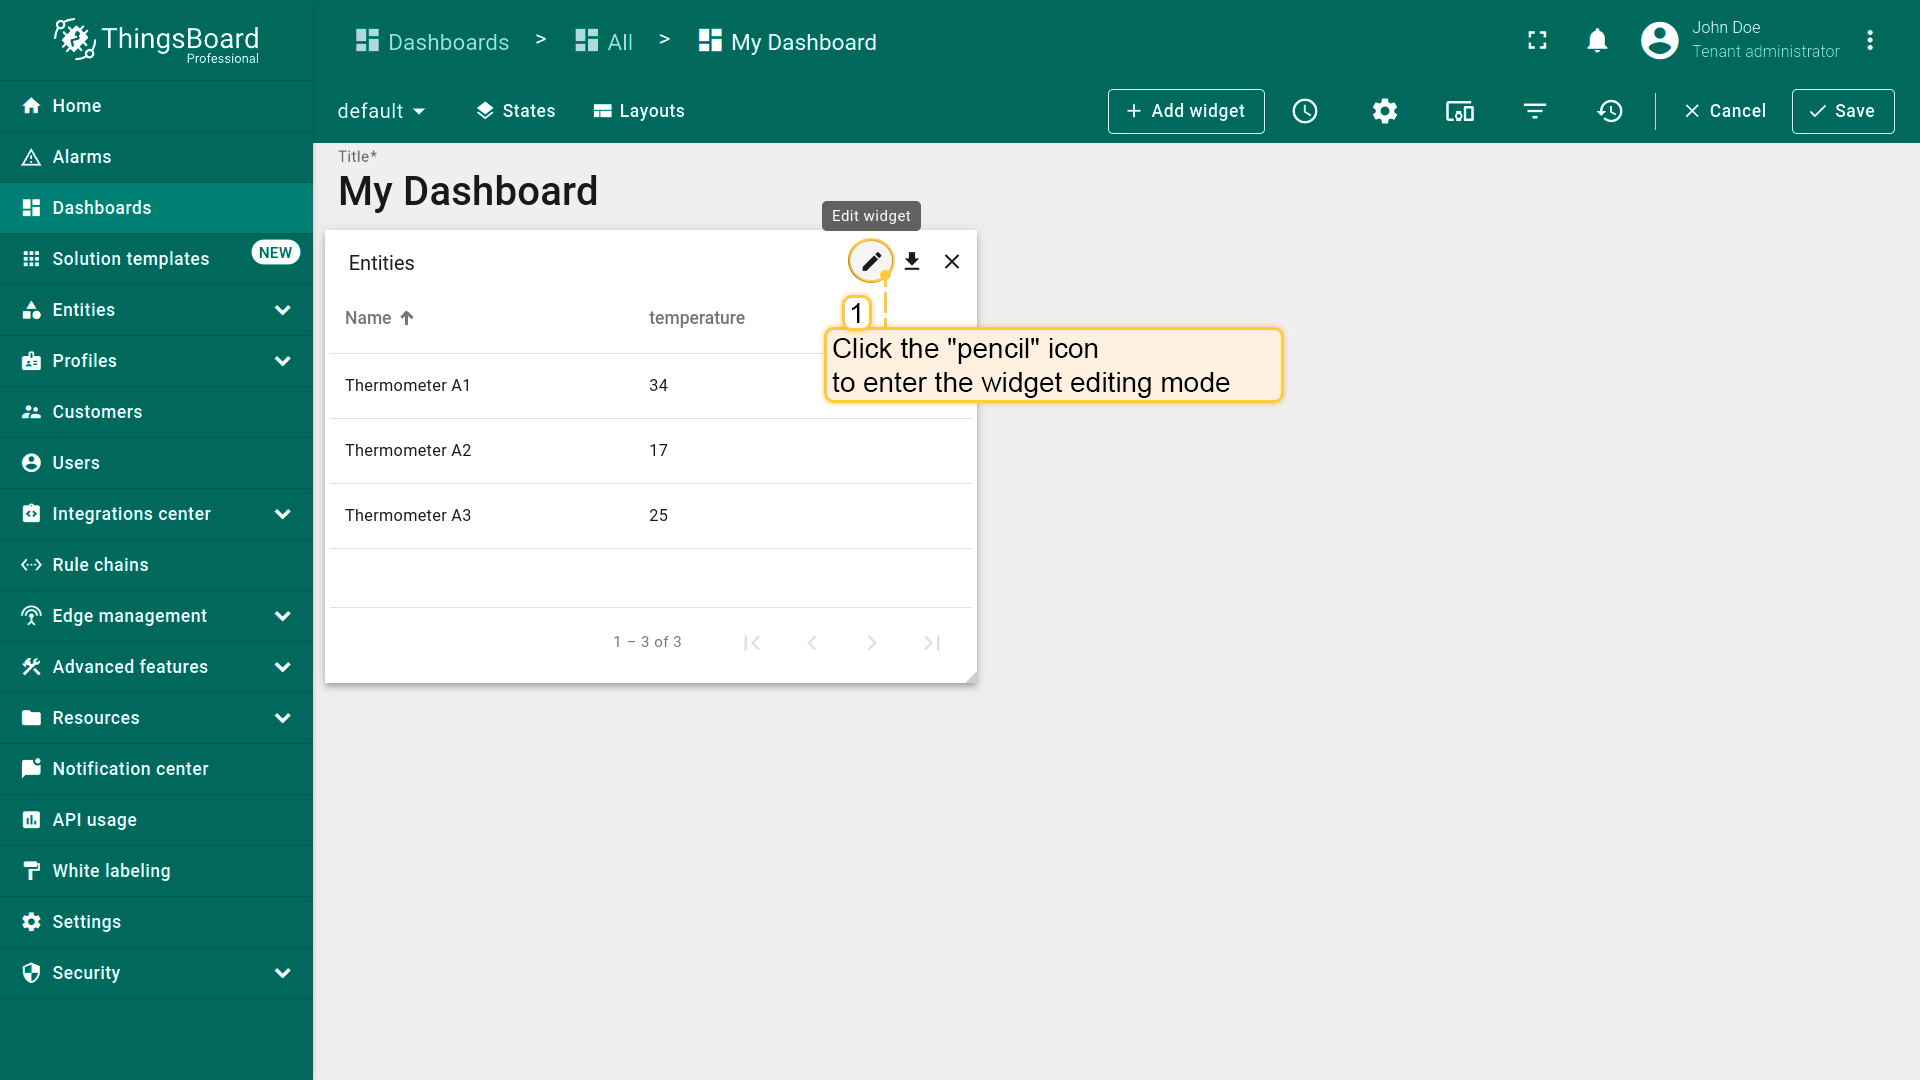 ThingsBoard
Professional
Home
Alarms
Dashboards
Solution templates
NEW
Entities
Profiles
Customers
Users
Integrations center
Rule chains
Edge management
Advanced features
Resources
Notification center
API usage
White labeling
Settings
Security
Dashboards > All > My Dashboard
John Doe
Tenant administrator
default
States
Layouts
+ Add widget
Cancel
Save
Title*
My Dashboard
Edit widget
Entities
Name temperature
Thermometer A1 34
Thermometer A2 17
Thermometer A3 25
1 – 3 of 3
1
Click the "pencil" icon
to enter the widget editing mode